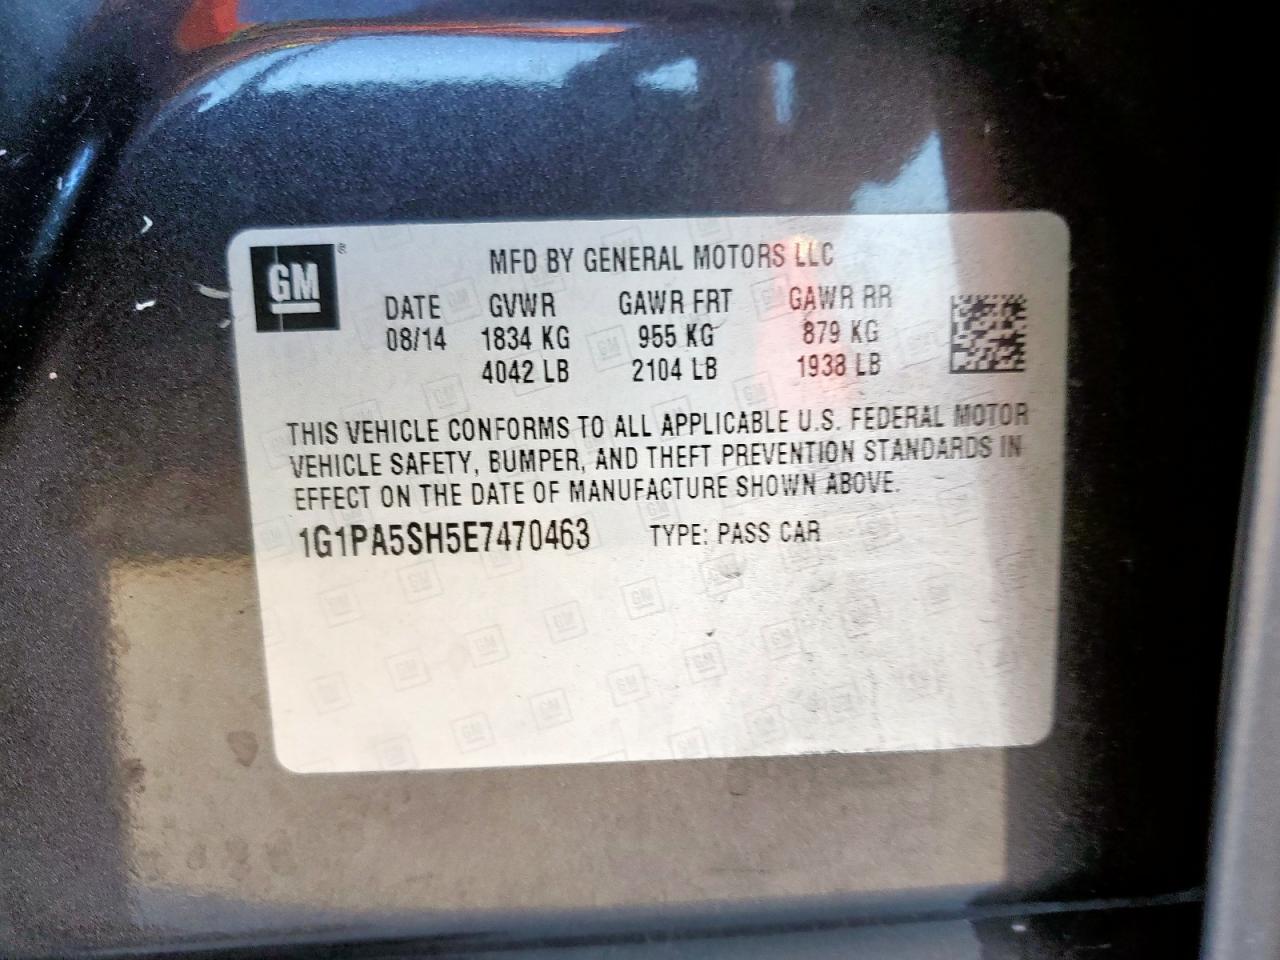 GM ®
MFD BY GENERAL MOTORS LLC
DATE GVWR GAWR FRT GAWR RR
08/14 1834 KG 955 KG 879 KG
4042 LB 2104 LB 1938 LB
THIS VEHICLE CONFORMS TO ALL APPLICABLE U.S. FEDERAL MOTOR
VEHICLE SAFETY, BUMPER, AND THEFT PREVENTION STANDARDS IN
EFFECT ON THE DATE OF MANUFACTURE SHOWN ABOVE.
1G1PA5SH5E7470463 TYPE: PASS CAR